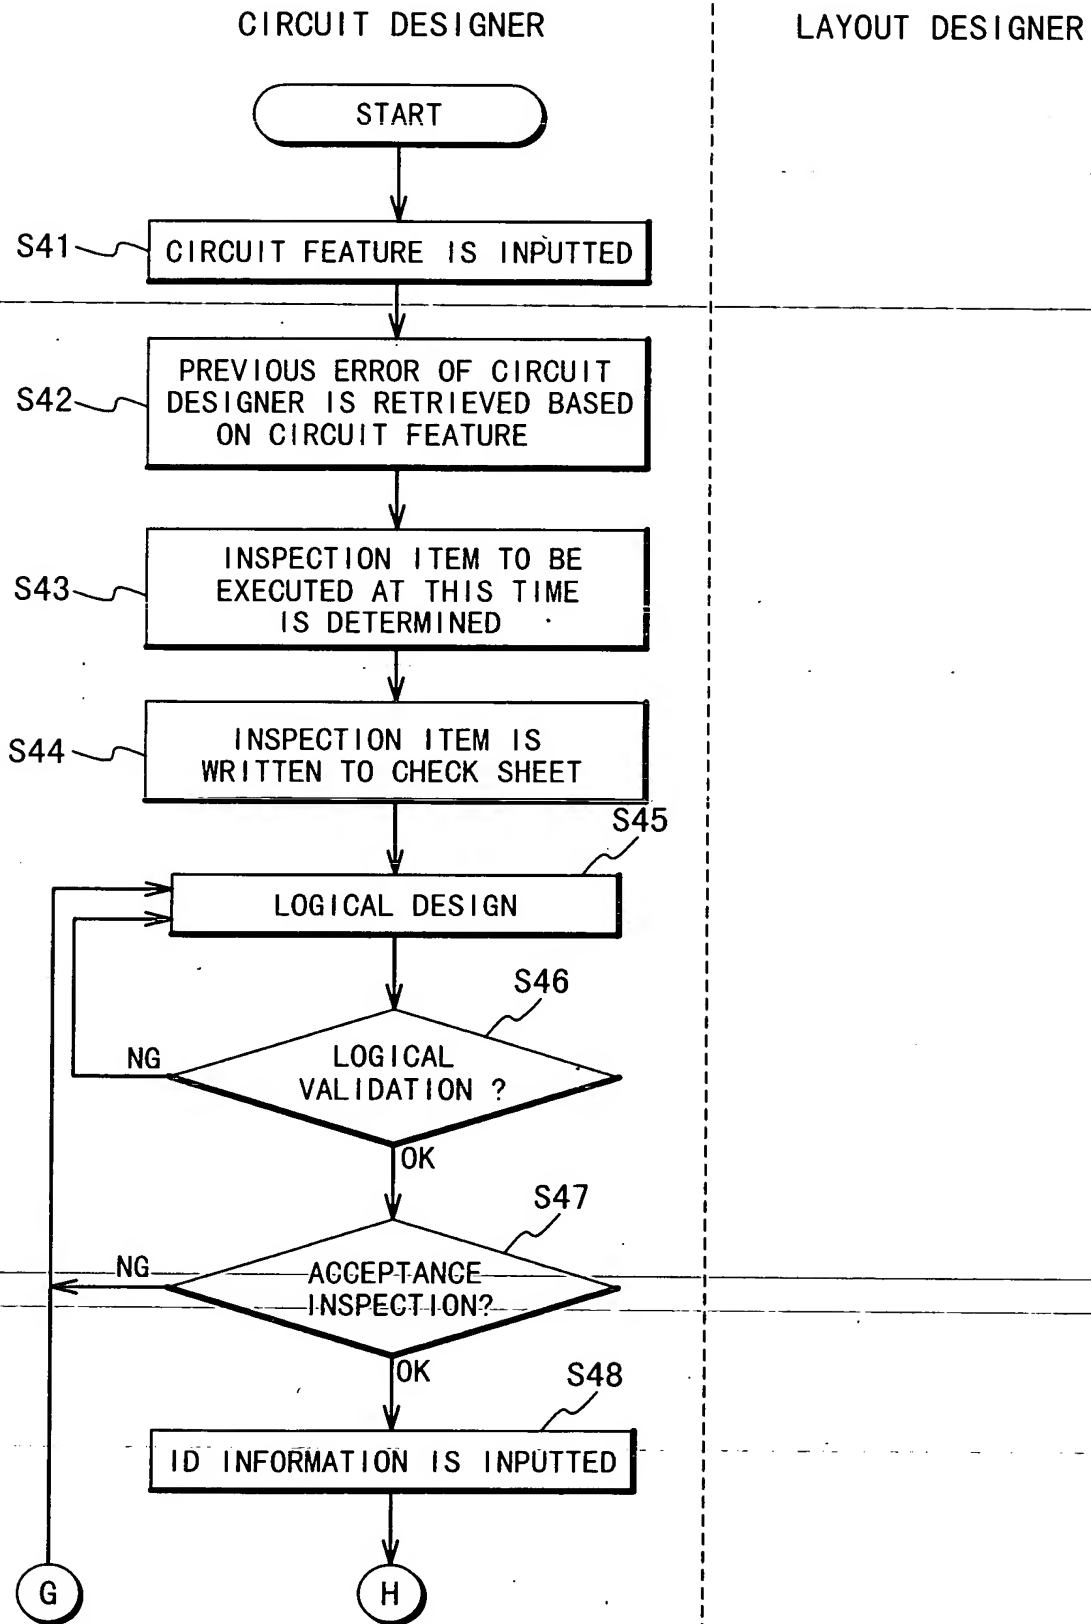 CIRCUIT DESIGNER
LAYOUT DESIGNER
START
S41
CIRCUIT FEATURE IS INPUTTED
S42
PREVIOUS ERROR OF CIRCUIT
DESIGNER IS RETRIEVED BASED
ON CIRCUIT FEATURE
S43
INSPECTION ITEM TO BE
EXECUTED AT THIS TIME
IS DETERMINED
S44
INSPECTION ITEM IS
WRITTEN TO CHECK SHEET
S45
LOGICAL DESIGN
S46
NG
LOGICAL
VALIDATION ?
OK
S47
NG
ACCEPTANCE
INSPECTION?
OK
S48
ID INFORMATION IS INPUTTED
G
H